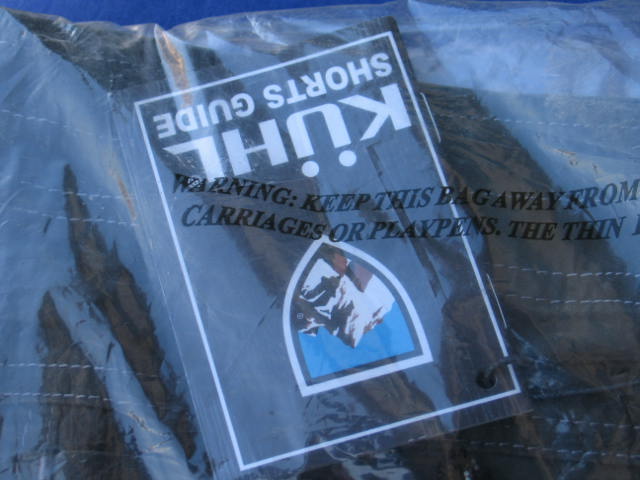 KÜHL
SHORTS GUIDE
WARNING: KEEP THIS BAG AWAY FROM
CARRIAGES OR PLAYPENS. THE THIN